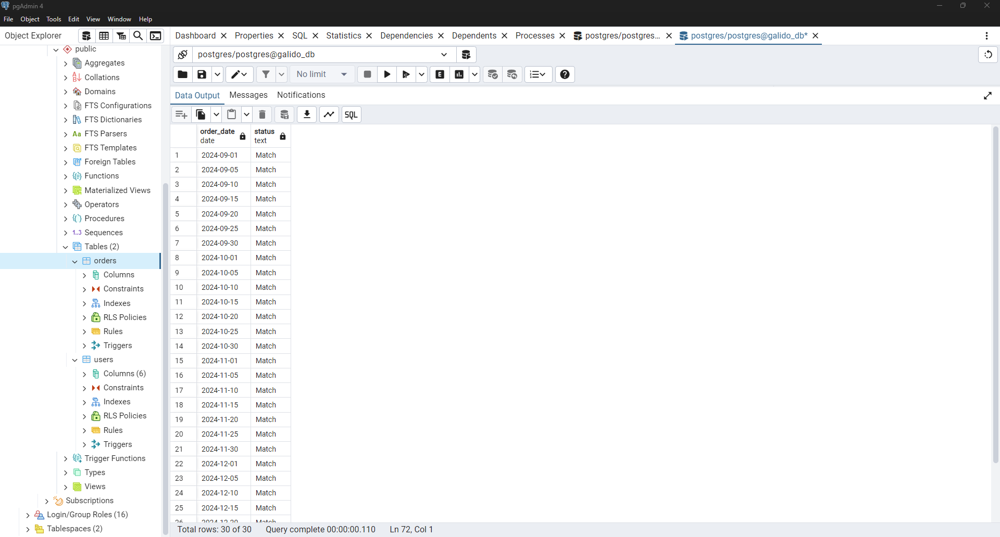 pgAdmin 4
File Object Tools Edit View Window Help
Object Explorer
Dashboard Properties SQL Statistics Dependencies Dependents Processes postgres/postgres... postgres/postgres@galido_db*
public
Aggregates
Collations
Domains
FTS Configurations
FTS Dictionaries
Aa FTS Parsers
FTS Templates
Foreign Tables
Functions
Materialized Views
Operators
Procedures
1..3 Sequences
Tables (2)
orders
Columns
Constraints
Indexes
RLS Policies
Rules
Triggers
users
Columns (6)
Constraints
Indexes
RLS Policies
Rules
Triggers
Trigger Functions
Types
Views
Subscriptions
Login/Group Roles (16)
Tablespaces (2)
postgres/postgres@galido_db
No limit E
Data Output Messages Notifications
SQL
order_date status
date text
1 2024-09-01 Match
2 2024-09-05 Match
3 2024-09-10 Match
4 2024-09-15 Match
5 2024-09-20 Match
6 2024-09-25 Match
7 2024-09-30 Match
8 2024-10-01 Match
9 2024-10-05 Match
10 2024-10-10 Match
11 2024-10-15 Match
12 2024-10-20 Match
13 2024-10-25 Match
14 2024-10-30 Match
15 2024-11-01 Match
16 2024-11-05 Match
17 2024-11-10 Match
18 2024-11-15 Match
19 2024-11-20 Match
20 2024-11-25 Match
21 2024-11-30 Match
22 2024-12-01 Match
23 2024-12-05 Match
24 2024-12-10 Match
25 2024-12-15 Match
26 2024-12-20 Match
Total rows: 30 of 30 Query complete 00:00:00.110 Ln 72, Col 1